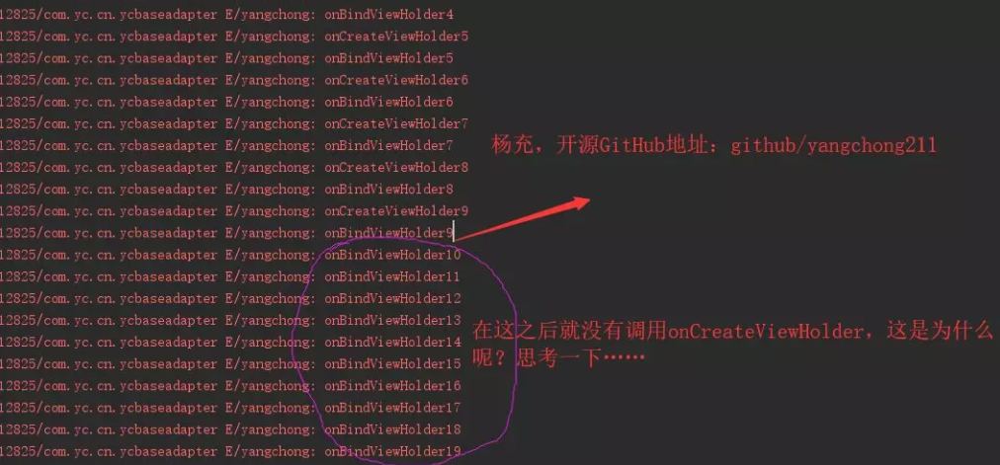 12825/com.yc.cn.ycbaseadapter E/yangchong: onBindViewHolder4
12825/com.yc.cn.ycbaseadapter E/yangchong: onCreateViewHolder5
12825/com.yc.cn.ycbaseadapter E/yangchong: onBindViewHolder5
12825/com.yc.cn.ycbaseadapter E/yangchong: onCreateViewHolder6
12825/com.yc.cn.ycbaseadapter E/yangchong: onBindViewHolder6
12825/com.yc.cn.ycbaseadapter E/yangchong: onCreateViewHolder7
12825/com.yc.cn.ycbaseadapter E/yangchong: onBindViewHolder7
杨充，开源GitHub地址：github/yangchong211
12825/com.yc.cn.ycbaseadapter E/yangchong: onCreateViewHolder8
12825/com.yc.cn.ycbaseadapter E/yangchong: onBindViewHolder8
12825/com.yc.cn.ycbaseadapter E/yangchong: onCreateViewHolder9
12825/com.yc.cn.ycbaseadapter E/yangchong: onBindViewHolder9
12825/com.yc.cn.ycbaseadapter E/yangchong: onBindViewHolder10
12825/com.yc.cn.ycbaseadapter E/yangchong: onBindViewHolder11
12825/com.yc.cn.ycbaseadapter E/yangchong: onBindViewHolder12
12825/com.yc.cn.ycbaseadapter E/yangchong: onBindViewHolder13
12825/com.yc.cn.ycbaseadapter E/yangchong: onBindViewHolder14
12825/com.yc.cn.ycbaseadapter E/yangchong: onBindViewHolder15
12825/com.yc.cn.ycbaseadapter E/yangchong: onBindViewHolder16
12825/com.yc.cn.ycbaseadapter E/yangchong: onBindViewHolder17
12825/com.yc.cn.ycbaseadapter E/yangchong: onBindViewHolder18
12825/com.yc.cn.ycbaseadapter E/yangchong: onBindViewHolder19
在这之后就没有调用onCreateViewHolder，这是为什么
呢？思考一下……